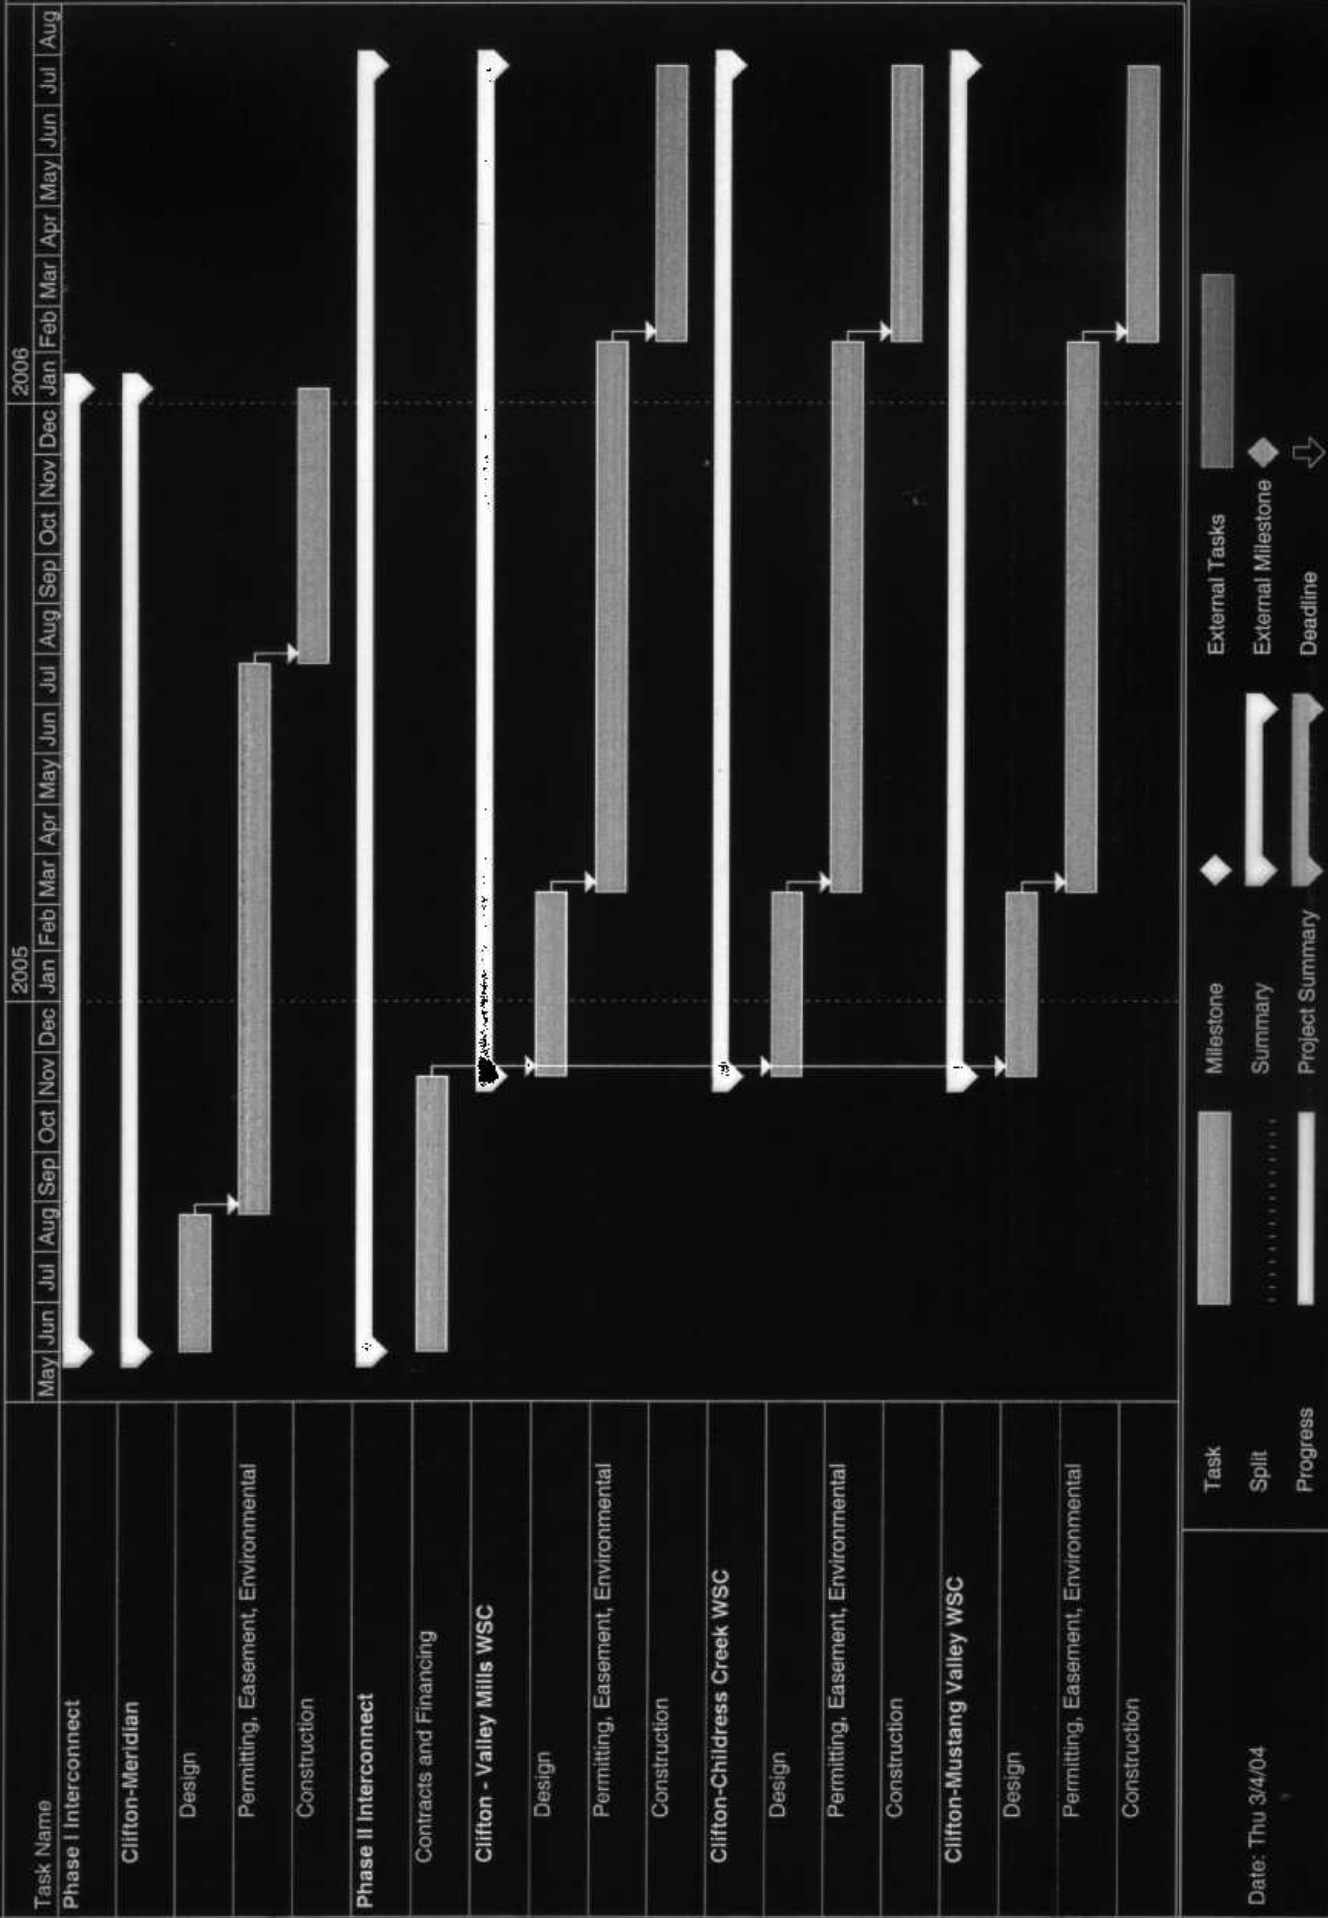 Task Name
2005
2006
May Jun Jul Aug Sep Oct Nov Dec Jan Feb Mar Apr May Jun Jul Aug Sep Oct Nov Dec Jan Feb Mar Apr May Jun Jul Aug
Phase I Interconnect
Clifton-Meridian
Design
Permitting, Easement, Environmental
Construction
Phase II Interconnect
Contracts and Financing
Clifton - Valley Mills WSC
Design
Permitting, Easement, Environmental
Construction
Clifton-Childress Creek WSC
Design
Permitting, Easement, Environmental
Construction
Clifton-Mustang Valley WSC
Design
Permitting, Easement, Environmental
Construction
Date: Thu 3/4/04
Task
Milestone
External Tasks
Split
Summary
External Milestone
Progress
Project Summary
Deadline